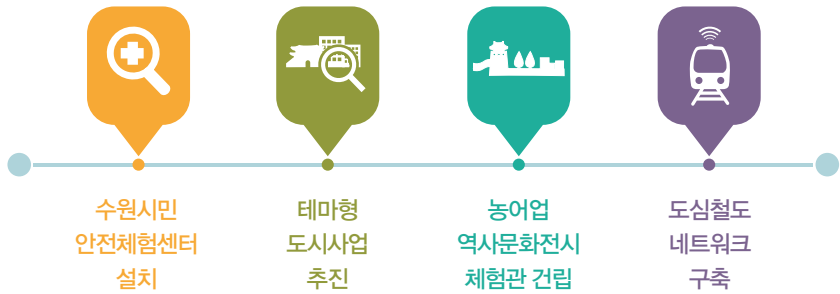 수원시민
안전체험센터
설치
테마형
도시사업
추진
농어업
역사문화전시
체험관 건립
도심철도
네트워크
구축